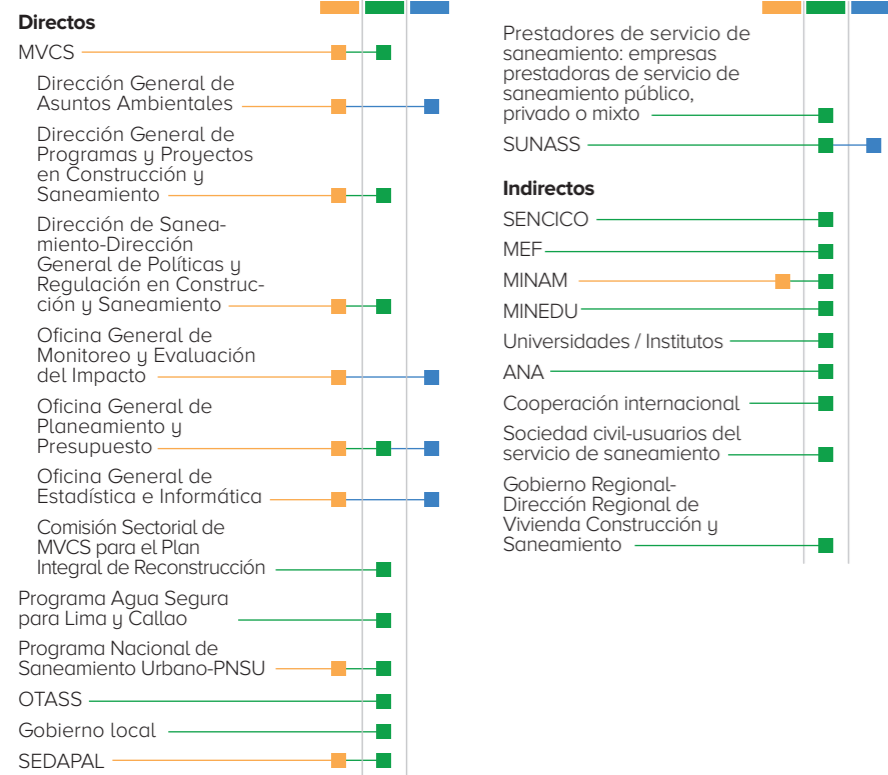 Directos
MVCS
Dirección General de
Asuntos Ambientales
Dirección General de
Programas y Proyectos
en Construcción y
Saneamiento
Dirección de Sanea-
miento-Dirección
General de Políticas y
Regulación en Construc-
ción y Saneamiento
Oficina General de
Monitoreo y Evaluación
del Impacto
Oficina General de
Planeamiento y
Presupuesto
Oficina General de
Estadística e Informática
Comisión Sectorial de
MVCS para el Plan
Integral de Reconstrucción
Programa Agua Segura
para Lima y Callao
Programa Nacional de
Saneamiento Urbano-PNSU
OTASS
Gobierno local
SEDAPAL
Prestadores de servicio de
saneamiento: empresas
prestadoras de servicio de
saneamiento público,
privado o mixto
SUNASS
Indirectos
SENCICO
MEF
MINAM
MINEDU
Universidades / Institutos
ANA
Cooperación internacional
Sociedad civil-usuarios del
servicio de saneamiento
Gobierno Regional-
Dirección Regional de
Vivienda Construcción y
Saneamiento